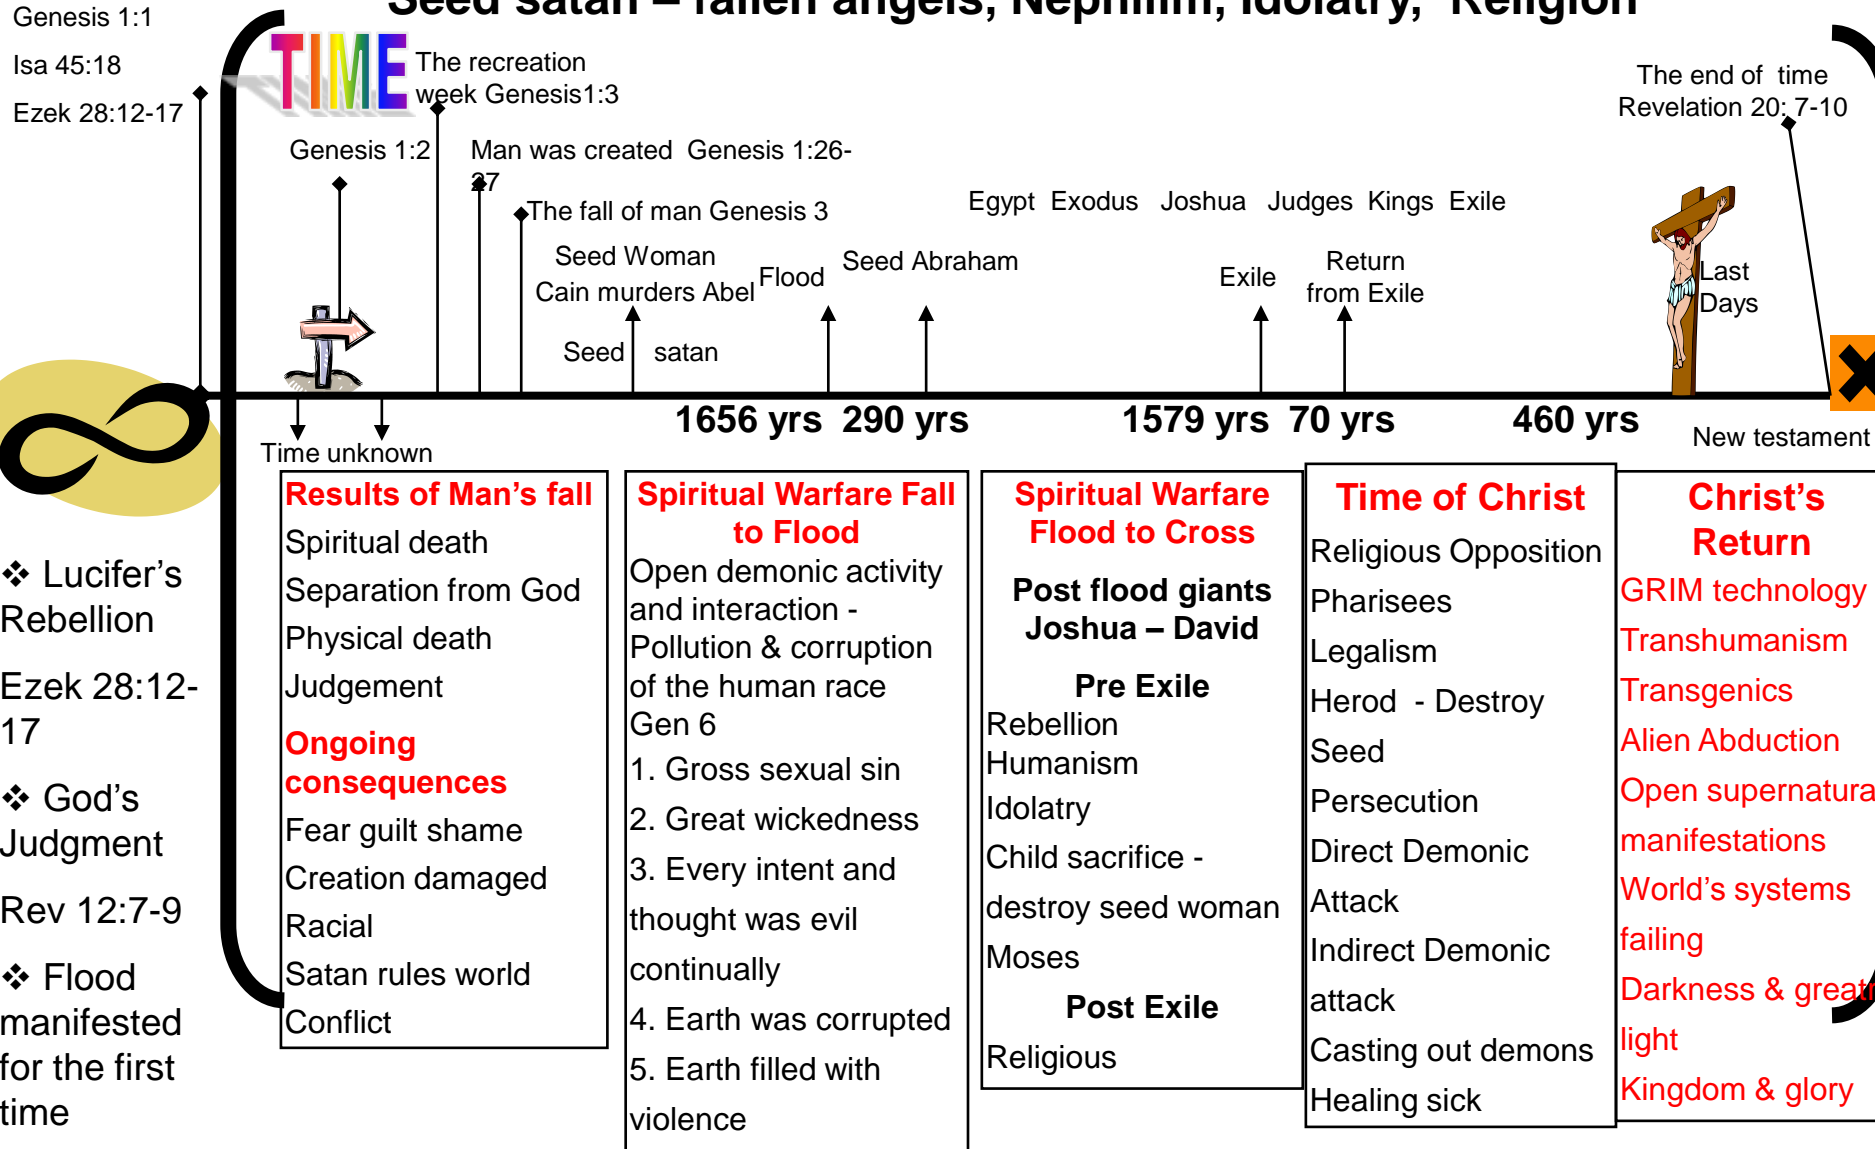 Seed satan – fallen angels, Nephilim, Idolatry, Religion
Genesis 1:1
Isa 45:18
Ezek 28:12-17
TIME
The recreation
week Genesis1:3
The end of time
Revelation 20: 7-10
Genesis 1:2
Man was created Genesis 1:26-
27
The fall of man Genesis 3
Egypt Exodus Joshua Judges Kings Exile
Seed Woman
Cain murders Abel
Flood
Seed Abraham
Exile
Return
from Exile
Last
Days
Seed satan
1656 yrs 290 yrs 1579 yrs 70 yrs 460 yrs
New testament
Time unknown
❖ Lucifer's
Rebellion
Ezek 28:12-
17
❖ God's
Judgment
Rev 12:7-9
❖ Flood
manifested
for the first
time
Results of Man's fall
Spiritual death
Separation from God
Physical death
Judgement
Ongoing
consequences
Fear guilt shame
Creation damaged
Racial
Satan rules world
Conflict
Spiritual Warfare Fall
to Flood
Open demonic activity
and interaction -
Pollution & corruption
of the human race
Gen 6
1. Gross sexual sin
2. Great wickedness
3. Every intent and
thought was evil
continually
4. Earth was corrupted
5. Earth filled with
violence
Spiritual Warfare
Flood to Cross
Post flood giants
Joshua – David
Pre Exile
Rebellion
Humanism
Idolatry
Child sacrifice -
destroy seed woman
Moses
Post Exile
Religious
Time of Christ
Religious Opposition
Pharisees
Legalism
Herod - Destroy
Seed
Persecution
Direct Demonic
Attack
Indirect Demonic
attack
Casting out demons
Healing sick
Christ's
Return
GRIM technology
Transhumanism
Transgenics
Alien Abduction
Open supernatura
manifestations
World's systems
failing
Darkness & great
light
Kingdom & glory